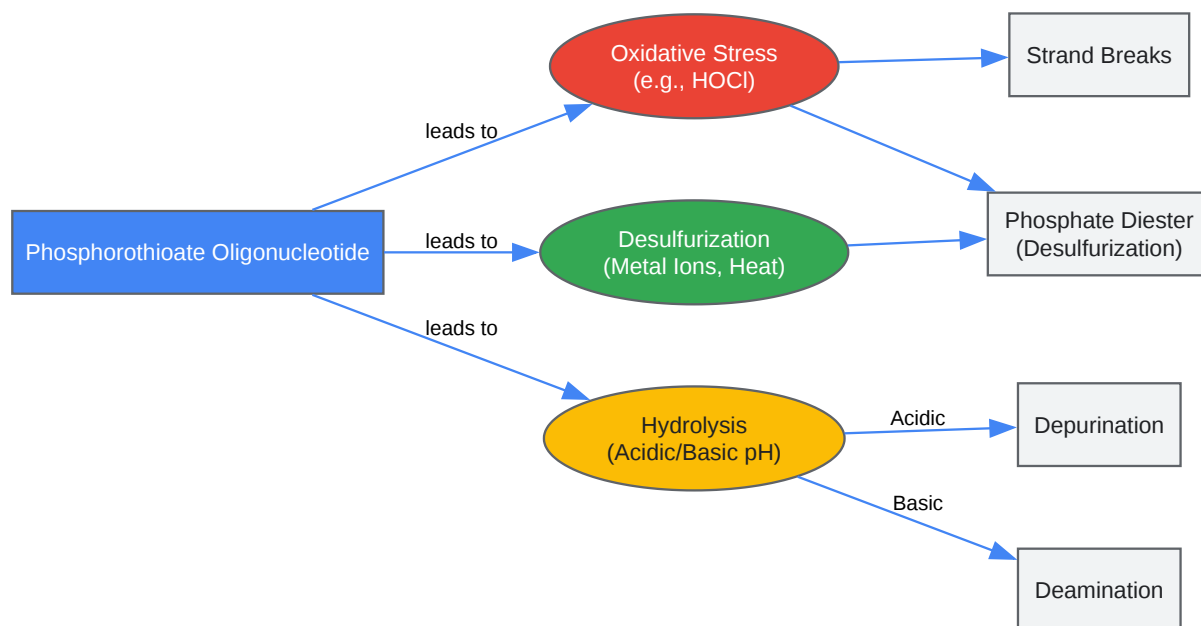 Oxidative Stress
(e.g., HOCl)
Strand Breaks
leads to
Phosphorothioate Oligonucleotide
leads to
Desulfurization
(Metal Ions, Heat)
Phosphate Diester
(Desulfurization)
leads to
Hydrolysis
(Acidic/Basic pH)
Acidic
Depurination
Basic
Deamination